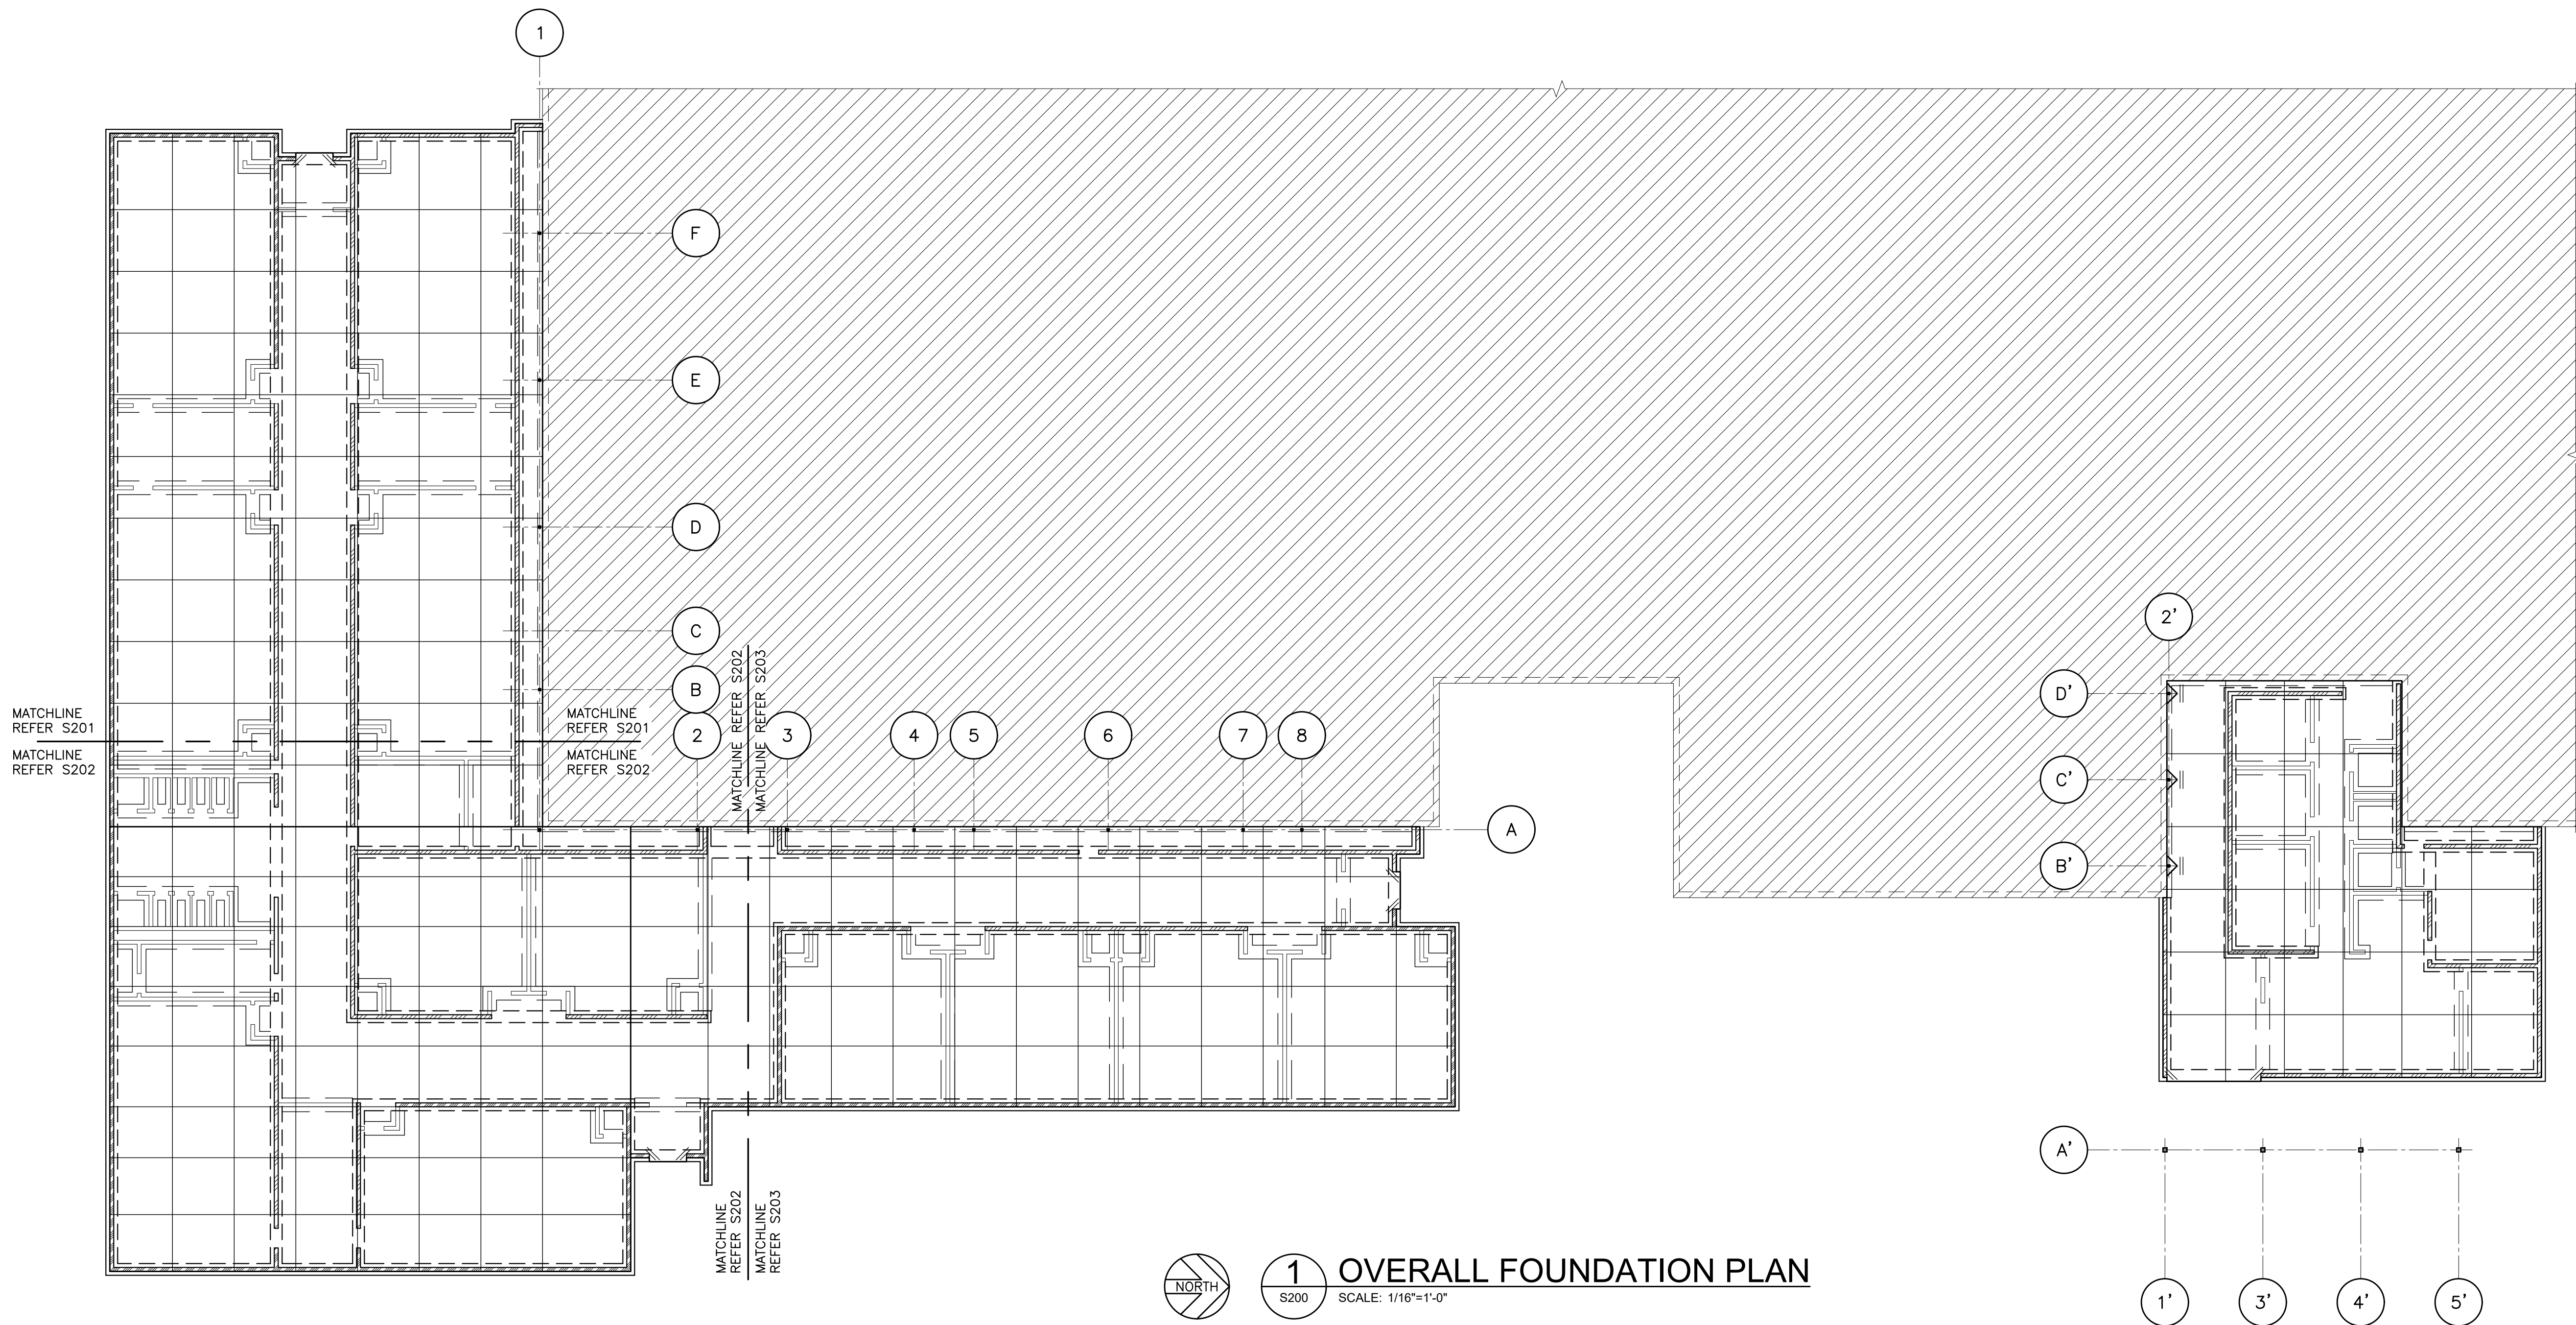 1
F
E
D
C
B
2
3
4
5
6
7
8
A
MATCHLINE
REFER S201
MATCHLINE
REFER S202
MATCHLINE
REFER S201
MATCHLINE
REFER S202
MATCHLINE REFER S202
MATCHLINE REFER S203
2'
D'
C'
B'
A'
MATCHLINE
REFER S202
MATCHLINE
REFER S203
NORTH
1
S200
OVERALL FOUNDATION PLAN
SCALE: 1/16"=1'-0"
1'
3'
4'
5'